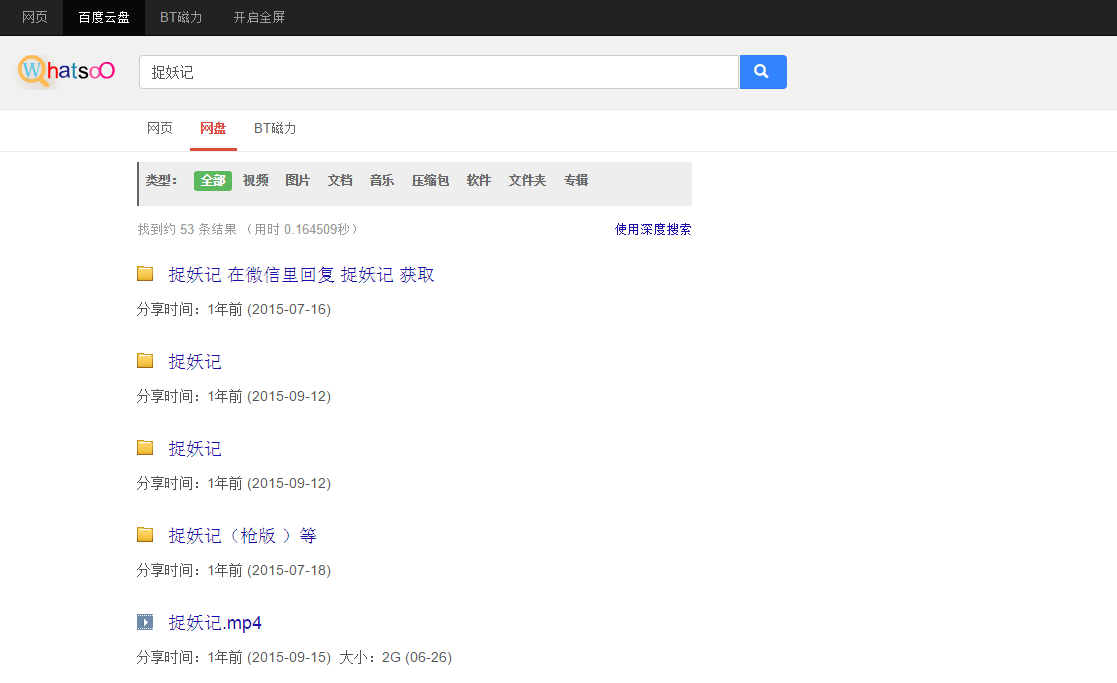 网页 百度云盘 BT磁力 开启全屏
WhatsoO 捉妖记
网页 网盘 BT磁力
类型： 全部 视频 图片 文档 音乐 压缩包 软件 文件夹 专辑
找到约 53 条结果 （用时 0.164509秒） 使用深度搜索
捉妖记 在微信里回复 捉妖记 获取
分享时间：1年前 (2015-07-16)
捉妖记
分享时间：1年前 (2015-09-12)
捉妖记
分享时间：1年前 (2015-09-12)
捉妖记（枪版 ）等
分享时间：1年前 (2015-07-18)
捉妖记.mp4
分享时间：1年前 (2015-09-15) 大小：2G (06-26)